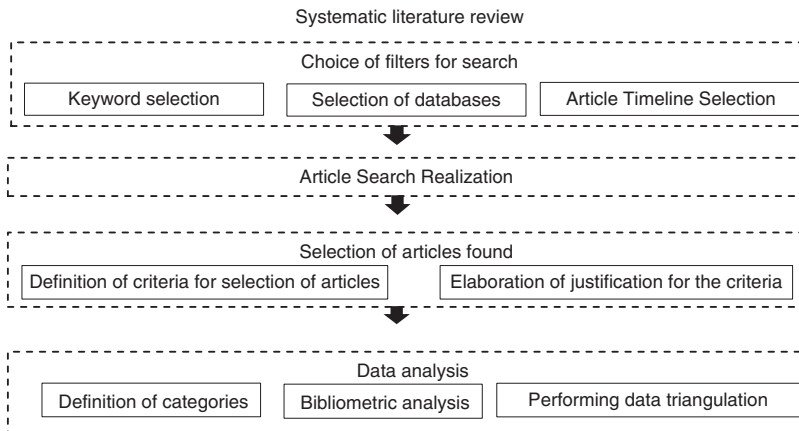 Systematic literature review
Choice of filters for search
Keyword selection
Selection of databases
Article Timeline Selection
Article Search Realization
Selection of articles found
Definition of criteria for selection of articles
Elaboration of justification for the criteria
Data analysis
Definition of categories
Bibliometric analysis
Performing data triangulation